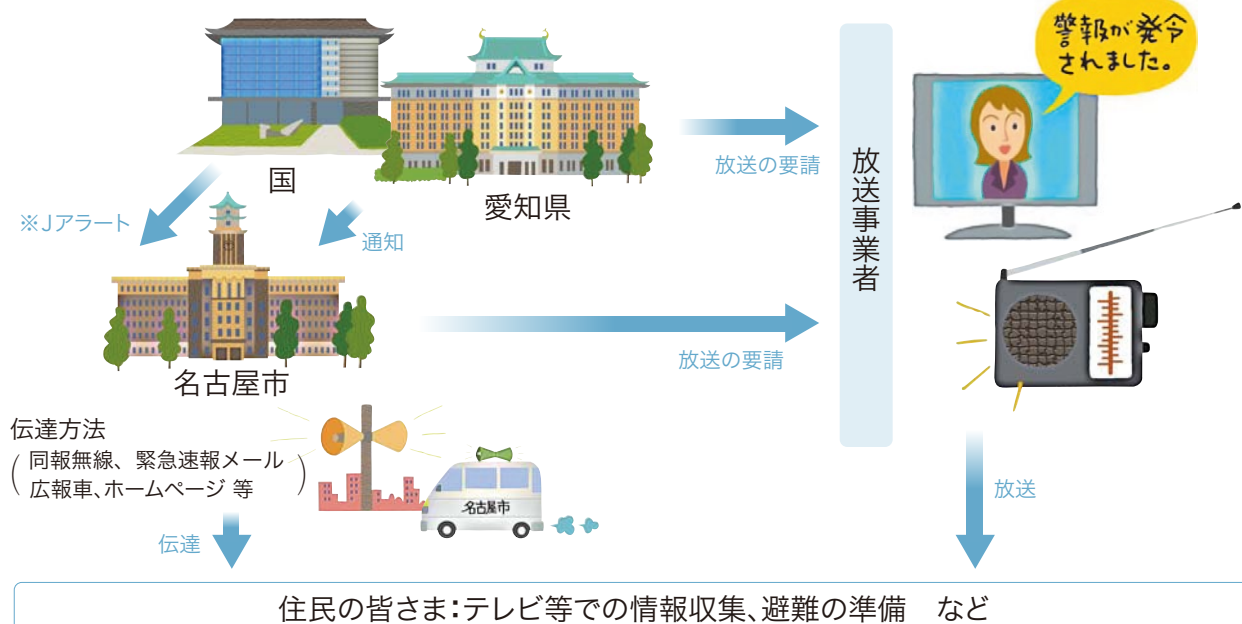 警報が発令
されました。
国
愛知県
放送の要請
放送事業者
※Jアラート
通知
名古屋市
放送の要請
伝達方法
(同報無線、緊急速報メール
広報車、ホームページ 等)
名古屋市
伝達
放送
住民の皆さま:テレビ等での情報収集、避難の準備 など